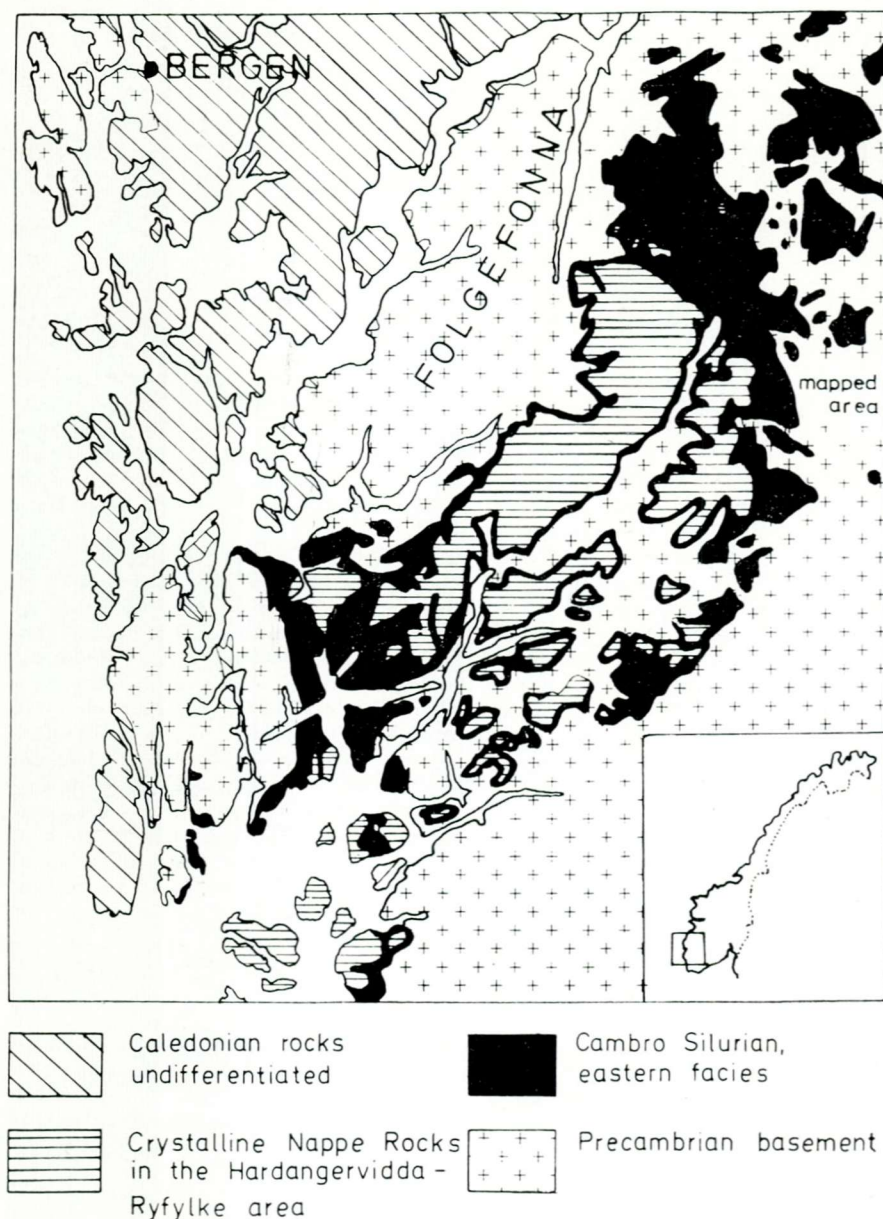 BERGEN
FOLGEFONNA
mapped
area
Caledonian rocks
undifferentiated
Cambro Silurian,
eastern facies
Crystalline Nappe Rocks
in the Hardangervidda-
Ryfylke area
Precambrian basement